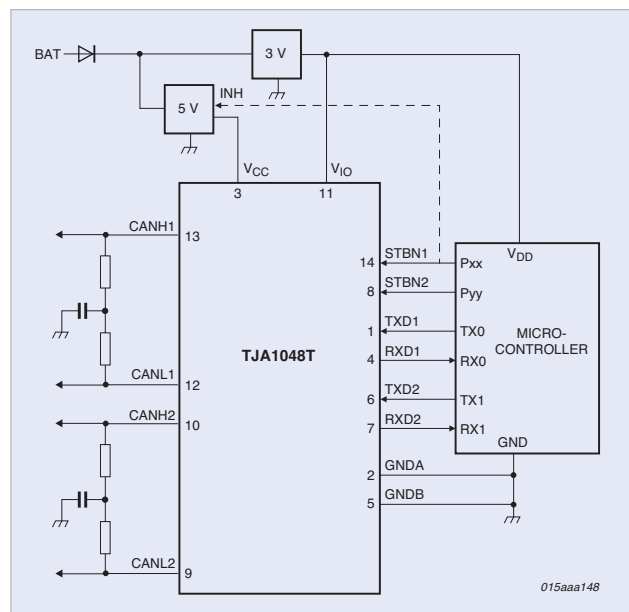 BAT
3 V
5 V
INH
VCC
VIO
3
11
CANH1
13
CANL1
12
CANH2
10
CANL2
9
TJA1048T
14
STBN1
Pxx
8
STBN2
Pyy
1
TXD1
TX0
4
RXD1
RX0
6
TXD2
TX1
7
RXD2
RX1
2
GNDA
5
GNDB
VDD
MICRO-
CONTROLLER
GND
015aaa148